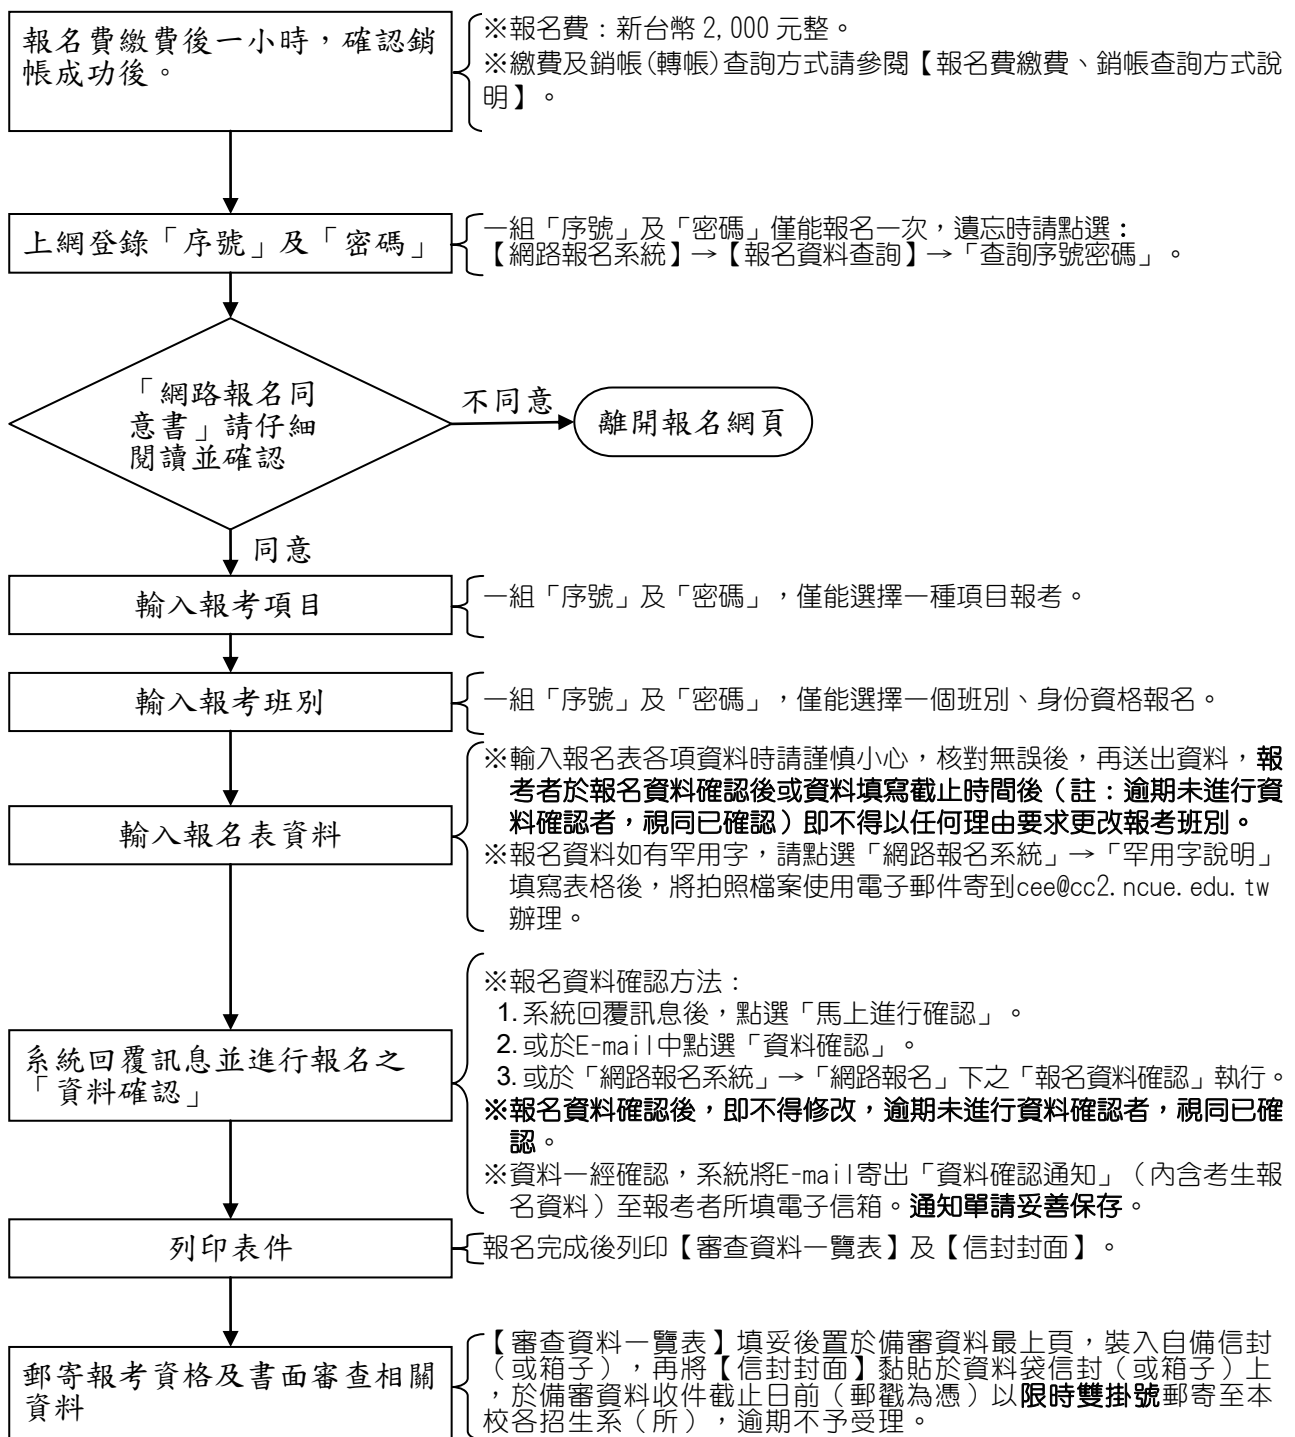 報名費繳費後一小時，確認銷
帳成功後。
※報名費：新台幣 2,000 元整。
※繳費及銷帳(轉帳)查詢方式請參閱【報名費繳費、銷帳查詢方式說
明】。
上網登錄「序號」及「密碼」
一組「序號」及「密碼」僅能報名一次，遺忘時請點選：
【網路報名系統】→【報名資料查詢】→「查詢序號密碼」。
「網路報名同
意書」請仔細
閱讀並確認
不同意
離開報名網頁
同意
輸入報考項目
一組「序號」及「密碼」，僅能選擇一種項目報考。
輸入報考班別
一組「序號」及「密碼」，僅能選擇一個班別、身份資格報名。
輸入報名表資料
※輸入報名表各項資料時請謹慎小心，核對無誤後，再送出資料，報
考者於報名資料確認後或資料填寫截止時間後（註：逾期未進行資
料確認者，視同已確認）即不得以任何理由要求更改報考班別。
※報名資料如有罕用字，請點選「網路報名系統」→「罕用字說明」
填寫表格後，將拍照檔案使用電子郵件寄到cee@cc2.ncue.edu.tw
辦理。
系統回覆訊息並進行報名之
「資料確認」
※報名資料確認方法：
1.系統回覆訊息後，點選「馬上進行確認」。
2.或於E-mail中點選「資料確認」。
3.或於「網路報名系統」→「網路報名」下之「報名資料確認」執行。
※報名資料確認後，即不得修改，逾期未進行資料確認者，視同已確
認。
※資料一經確認，系統將E-mail寄出「資料確認通知」（內含考生報
名資料）至報考者所填電子信箱。通知單請妥善保存。
列印表件
報名完成後列印【審查資料一覽表】及【信封封面】。
郵寄報考資格及書面審查相關
資料
【審查資料一覽表】填妥後置於備審資料最上頁，裝入自備信封
（或箱子），再將【信封封面】黏貼於資料袋信封（或箱子）上
，於備審資料收件截止日前（郵戳為憑）以限時雙掛號郵寄至本
校各招生系（所），逾期不予受理。